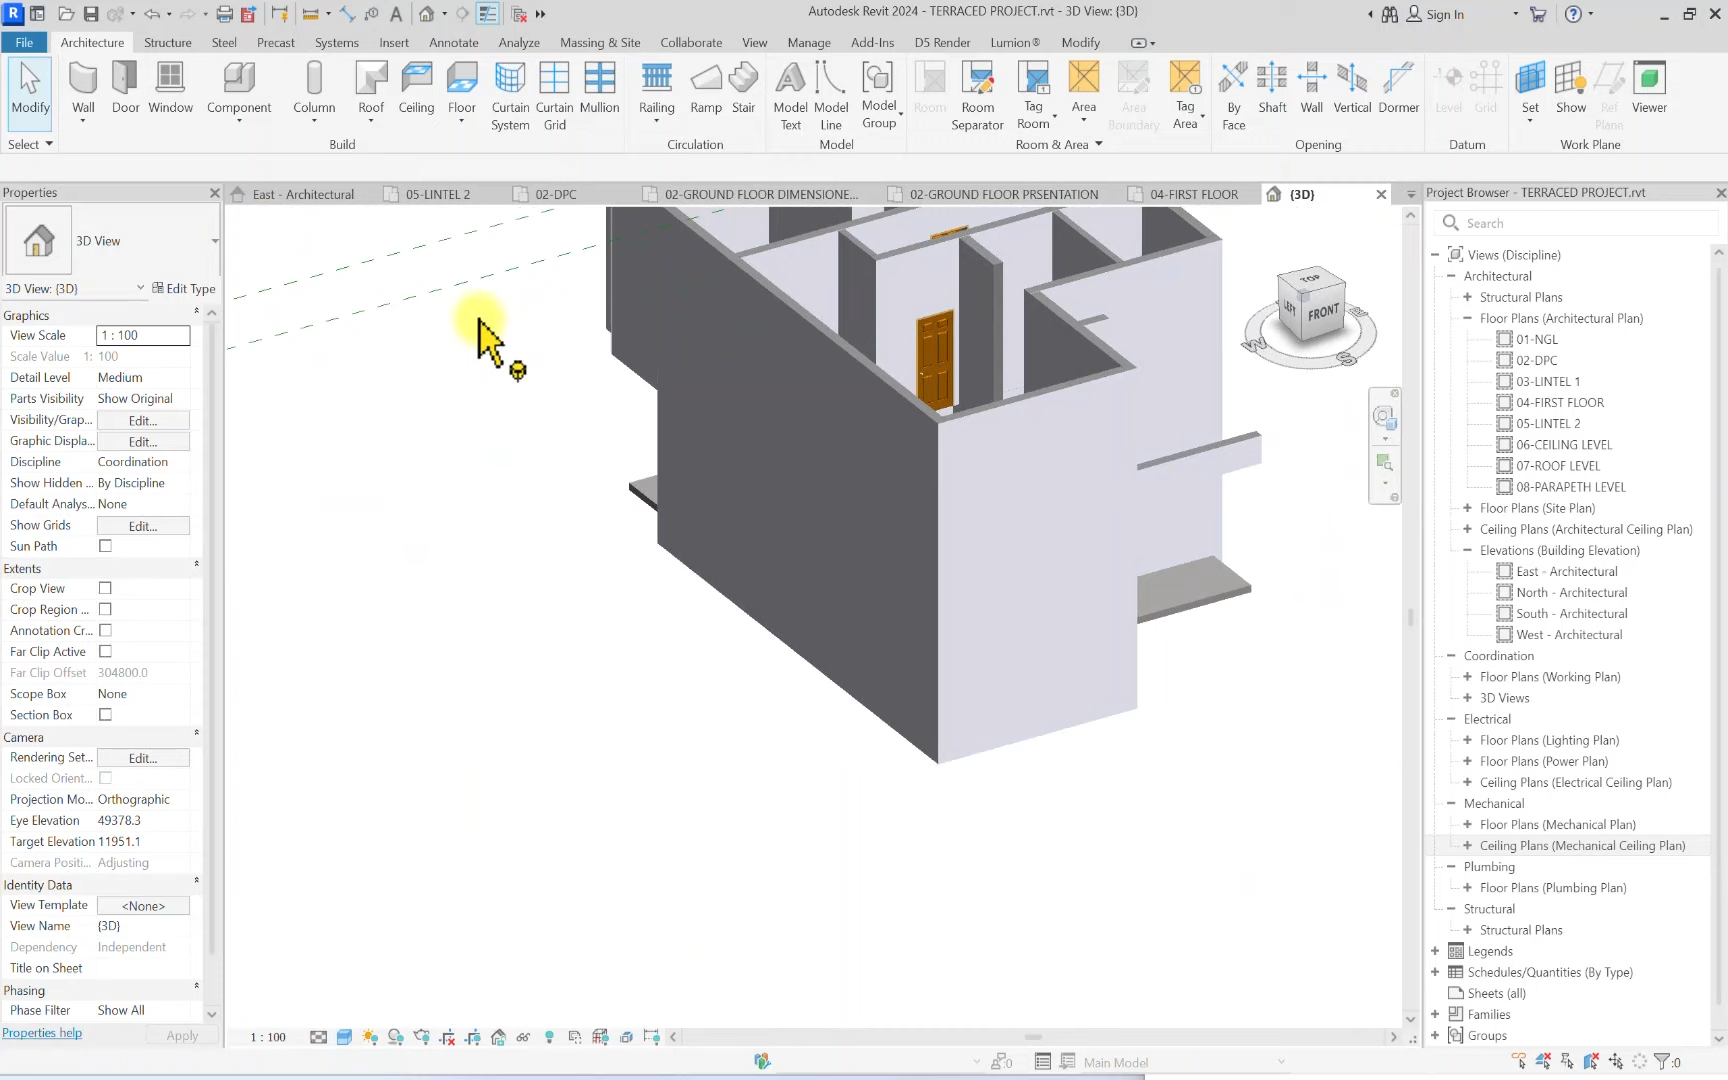 Autodesk Revit 2024 - TERRACED PROJECT.rvt - 3D View: {3D}
Sign In
File Architecture Structure Steel Precast Systems Insert Annotate Analyze Massing & Site Collaborate View Manage Add-Ins D5 Render Lumion® Modify
Modify Wall Door Window Component Column Roof Ceiling Floor Curtain System Curtain Grid Mullion Railing Ramp Stair Model Text Model Line Model Group Room Room Separator Tag Room Area Area Boundary Tag Area By Face Shaft Wall Vertical Dormer Level Grid Set Show Ref Plane Viewer
Select Build Circulation Model Room & Area Opening Datum Work Plane
Properties
East - Architectural 05-LINTEL 2 02-DPC 02-GROUND FLOOR DIMENSIONE... 02-GROUND FLOOR PRSENTATION 04-FIRST FLOOR {3D}
Project Browser - TERRACED PROJECT.rvt
3D View
3D View: {3D} Edit Type
Graphics
View Scale 1 : 100
Scale Value 1: 100
Detail Level Medium
Parts Visibility Show Original
Visibility/Grap... Edit...
Graphic Displa... Edit...
Discipline Coordination
Show Hidden ... By Discipline
Default Analys... None
Show Grids Edit...
Sun Path
Extents
Crop View
Crop Region ...
Annotation Cr...
Far Clip Active
Far Clip Offset 304800.0
Scope Box None
Section Box
Camera
Rendering Set... Edit...
Locked Orient...
Projection Mo... Orthographic
Eye Elevation 49378.3
Target Elevation 11951.1
Camera Positi... Adjusting
Identity Data
View Template <None>
View Name {3D}
Dependency Independent
Title on Sheet
Phasing
Phase Filter Show All
Properties help Apply
TOP
LEFT FRONT
W S E
Search
Views (Discipline)
Architectural
Structural Plans
Floor Plans (Architectural Plan)
01-NGL
02-DPC
03-LINTEL 1
04-FIRST FLOOR
05-LINTEL 2
06-CEILING LEVEL
07-ROOF LEVEL
08-PARAPETH LEVEL
Floor Plans (Site Plan)
Ceiling Plans (Architectural Ceiling Plan)
Elevations (Building Elevation)
East - Architectural
North - Architectural
South - Architectural
West - Architectural
Coordination
Floor Plans (Working Plan)
3D Views
Electrical
Floor Plans (Lighting Plan)
Floor Plans (Power Plan)
Ceiling Plans (Electrical Ceiling Plan)
Mechanical
Floor Plans (Mechanical Plan)
Ceiling Plans (Mechanical Ceiling Plan)
Plumbing
Floor Plans (Plumbing Plan)
Structural
Structural Plans
Legends
Schedules/Quantities (By Type)
Sheets (all)
Families
Groups
1 : 100
:0 Main Model :0